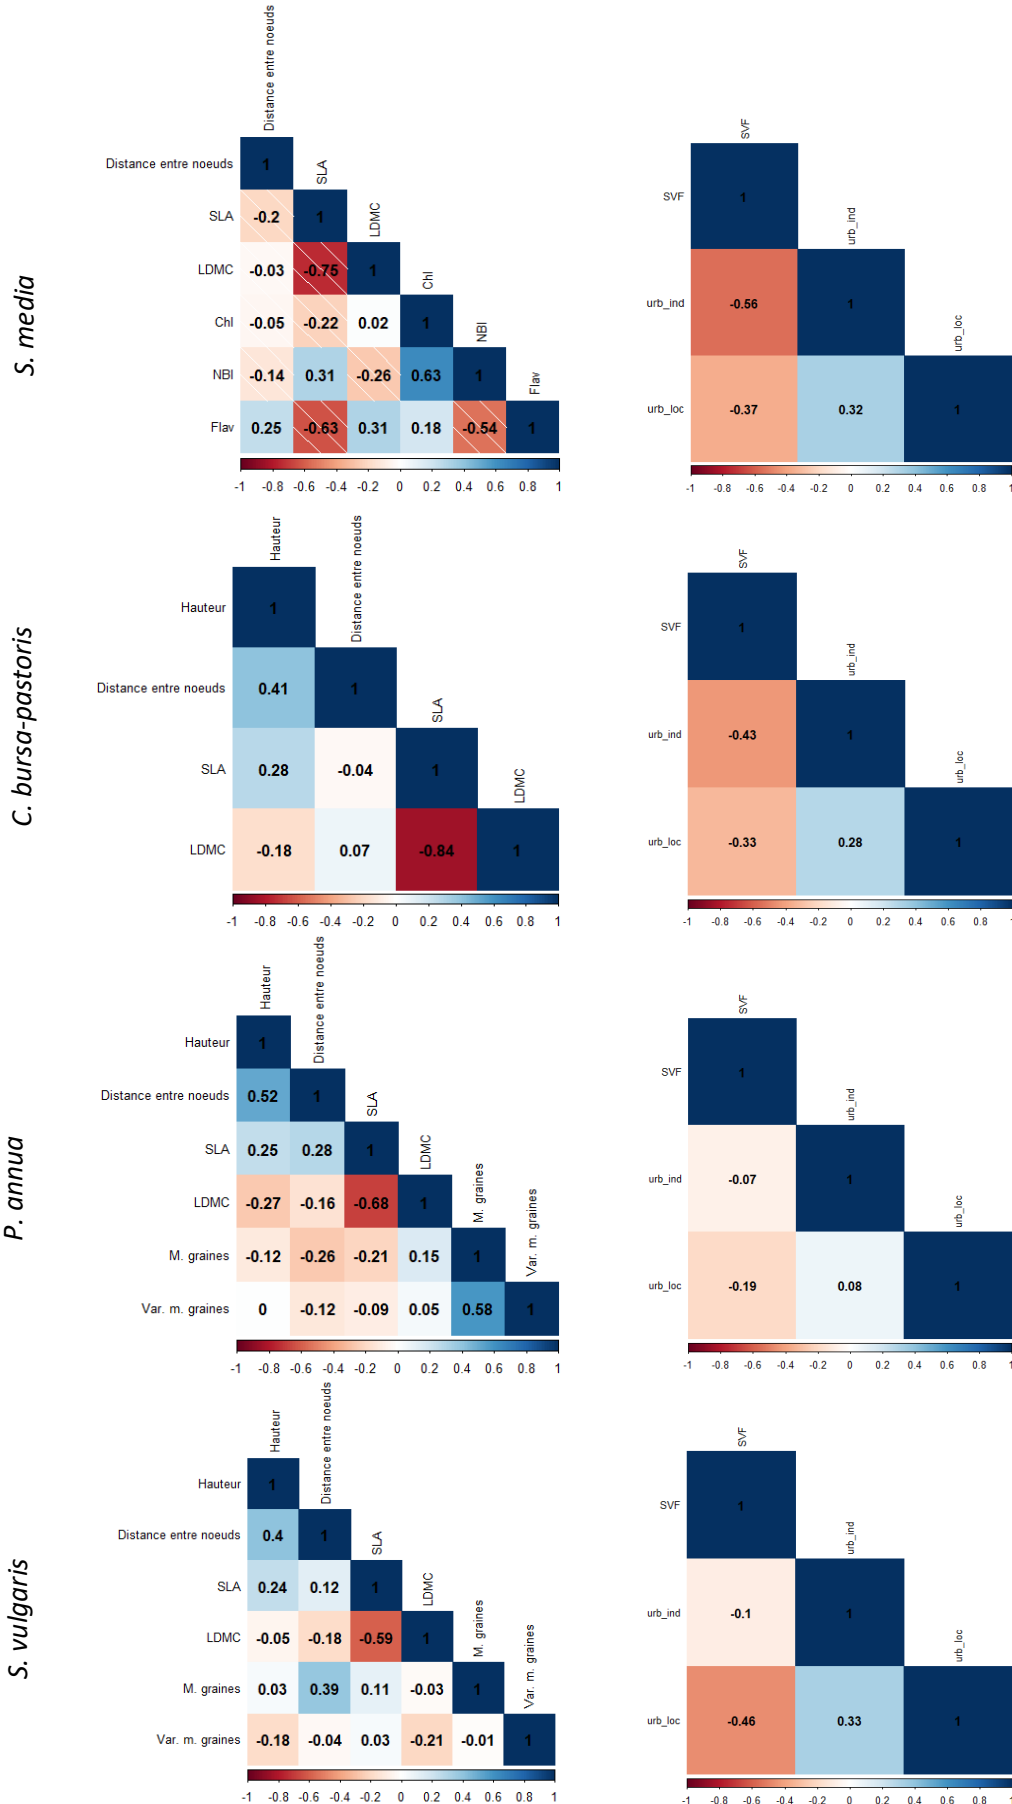 S. media
Distance entre noeuds
SLA
LDMC
Chl
NBI
Flav
Distance entre noeuds 1
SLA -0.2 1
LDMC -0.03 -0.75 1
Chl -0.05 -0.22 0.02 1
NBI -0.14 0.31 -0.26 0.63 1
Flav 0.25 -0.63 0.31 0.18 -0.54 1
-1 -0.8 -0.6 -0.4 -0.2 0 0.2 0.4 0.6 0.8 1
SVF
urb_ind
urb_loc
SVF 1
urb_ind -0.56 1
urb_loc -0.37 0.32 1
-1 -0.8 -0.6 -0.4 -0.2 0 0.2 0.4 0.6 0.8 1
C. bursa-pastoris
Hauteur
Distance entre noeuds
SLA
LDMC
Hauteur 1
Distance entre noeuds 0.41 1
SLA 0.28 -0.04 1
LDMC -0.18 0.07 -0.84 1
-1 -0.8 -0.6 -0.4 -0.2 0 0.2 0.4 0.6 0.8 1
SVF
urb_ind
urb_loc
SVF 1
urb_ind -0.43 1
urb_loc -0.33 0.28 1
-1 -0.8 -0.6 -0.4 -0.2 0 0.2 0.4 0.6 0.8 1
P. annua
Hauteur
Distance entre noeuds
SLA
LDMC
M. graines
Var. m. graines
Hauteur 1
Distance entre noeuds 0.52 1
SLA 0.25 0.28 1
LDMC -0.27 -0.16 -0.68 1
M. graines -0.12 -0.26 -0.21 0.15 1
Var. m. graines 0 -0.12 -0.09 0.05 0.58 1
-1 -0.8 -0.6 -0.4 -0.2 0 0.2 0.4 0.6 0.8 1
SVF
urb_ind
urb_loc
SVF 1
urb_ind -0.07 1
urb_loc -0.19 0.08 1
-1 -0.8 -0.6 -0.4 -0.2 0 0.2 0.4 0.6 0.8 1
S. vulgaris
Hauteur
Distance entre noeuds
SLA
LDMC
M. graines
Var. m. graines
Hauteur 1
Distance entre noeuds 0.4 1
SLA 0.24 0.12 1
LDMC -0.05 -0.18 -0.59 1
M. graines 0.03 0.39 0.11 -0.03 1
Var. m. graines -0.18 -0.04 0.03 -0.21 -0.01 1
-1 -0.8 -0.6 -0.4 -0.2 0 0.2 0.4 0.6 0.8 1
SVF
urb_ind
urb_loc
SVF 1
urb_ind -0.1 1
urb_loc -0.46 0.33 1
-1 -0.8 -0.6 -0.4 -0.2 0 0.2 0.4 0.6 0.8 1